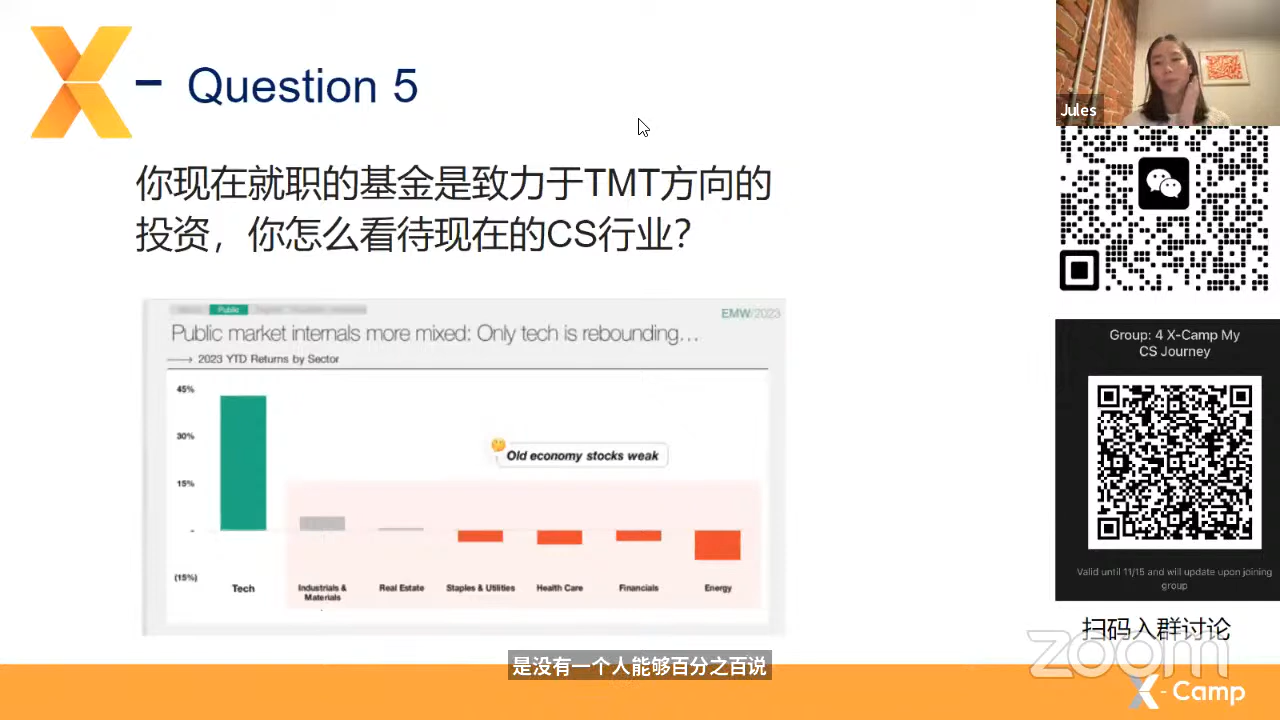 Question 5
你现在就职的基金是致力于TMT方向的
投资，你怎么看待现在的CS行业？
Public
EMW/2023
Public market internals more mixed: Only tech is rebounding...
2023 YTD Returns by Sector
45%
30%
15%
-
(15%)
Old economy stocks weak
Tech
Industrials &
Materials
Real Estate
Staples & Utilities
Health Care
Financials
Energy
Jules
Group: 4 X-Camp My
CS Journey
Valid until 11/15 and will update upon joining
group
扫码入群讨论
zoom
X-Camp
是没有一个人能够百分之百说